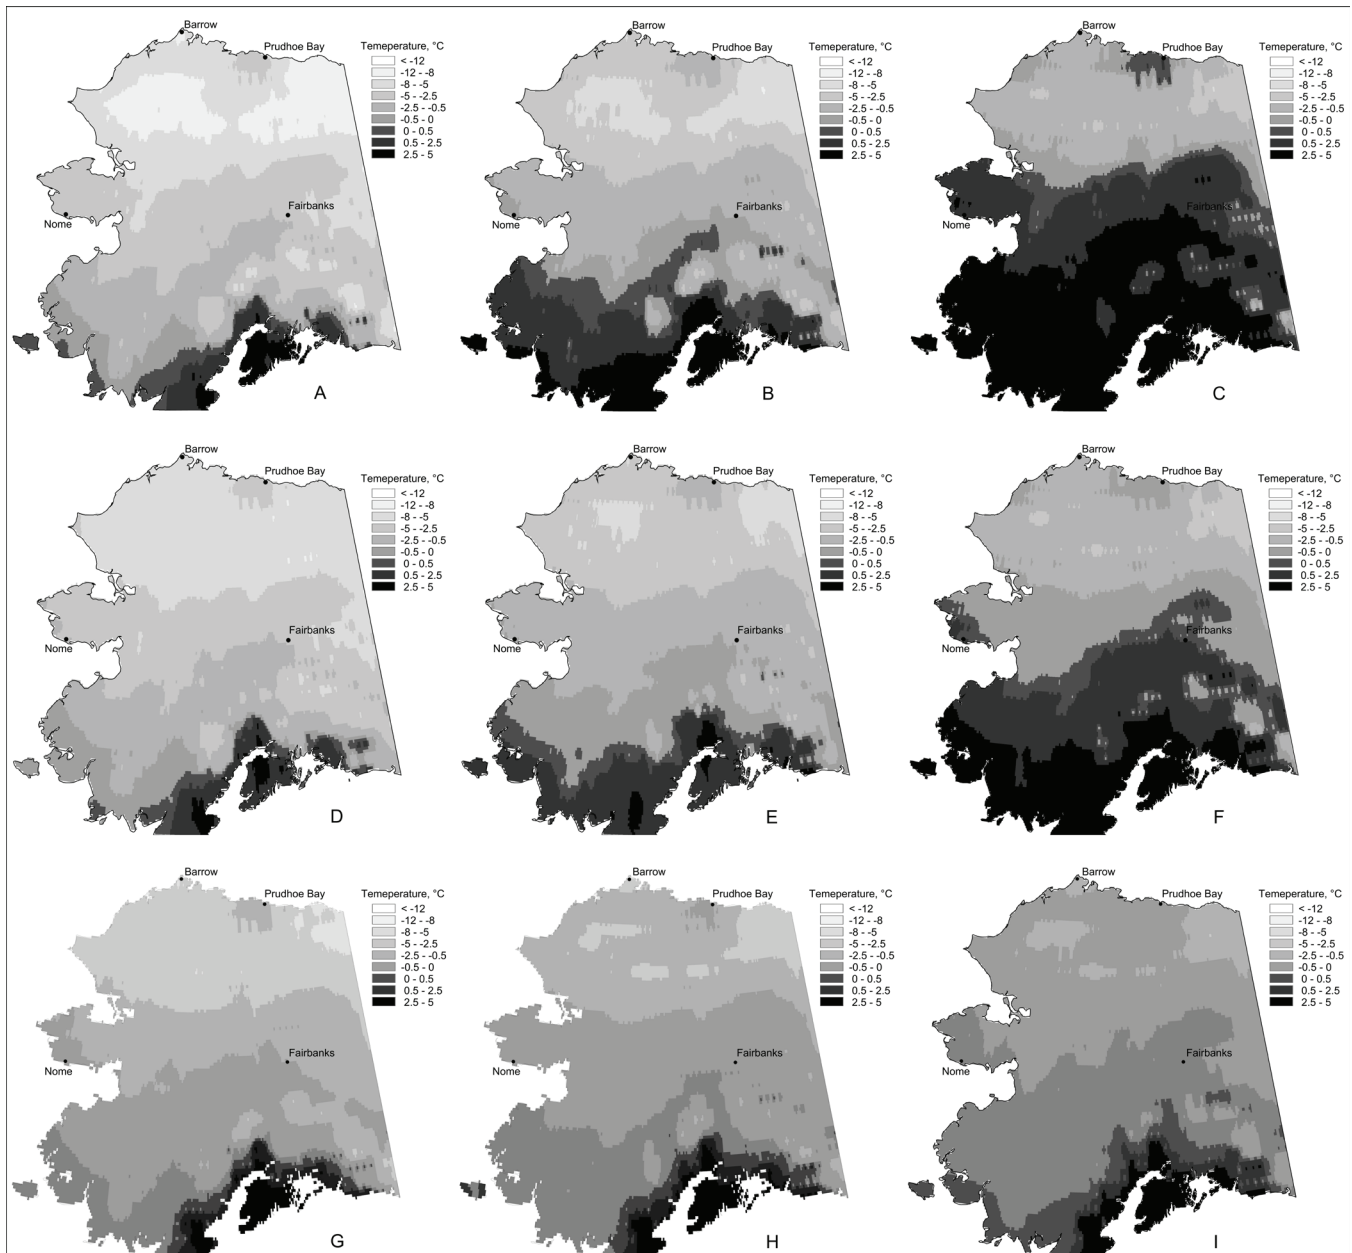 Barrow
Prudhoe Bay
Temeperature, °C
< -12
-12 - -8
-8 - -5
-5 - -2.5
-2.5 - -0.5
-0.5 - 0
0 - 0.5
0.5 - 2.5
2.5 - 5
Fairbanks
Nome
A
Barrow
Prudhoe Bay
Temeperature, °C
< -12
-12 - -8
-8 - -5
-5 - -2.5
-2.5 - -0.5
-0.5 - 0
0 - 0.5
0.5 - 2.5
2.5 - 5
Fairbanks
Nome
B
Barrow
Prudhoe Bay
Temeperature, °C
< -12
-12 - -8
-8 - -5
-5 - -2.5
-2.5 - -0.5
-0.5 - 0
0 - 0.5
0.5 - 2.5
2.5 - 5
Fairbanks
Nome
C
Barrow
Prudhoe Bay
Temeperature, °C
< -12
-12 - -8
-8 - -5
-5 - -2.5
-2.5 - -0.5
-0.5 - 0
0 - 0.5
0.5 - 2.5
2.5 - 5
Fairbanks
Nome
D
Barrow
Prudhoe Bay
Temeperature, °C
< -12
-12 - -8
-8 - -5
-5 - -2.5
-2.5 - -0.5
-0.5 - 0
0 - 0.5
0.5 - 2.5
2.5 - 5
Fairbanks
Nome
E
Barrow
Prudhoe Bay
Temeperature, °C
< -12
-12 - -8
-8 - -5
-5 - -2.5
-2.5 - -0.5
-0.5 - 0
0 - 0.5
0.5 - 2.5
2.5 - 5
Fairbanks
Nome
F
Barrow
Prudhoe Bay
Temeperature, °C
< -12
-12 - -8
-8 - -5
-5 - -2.5
-2.5 - -0.5
-0.5 - 0
0 - 0.5
0.5 - 2.5
2.5 - 5
Fairbanks
Nome
G
Barrow
Prudhoe Bay
Temeperature, °C
< -12
-12 - -8
-8 - -5
-5 - -2.5
-2.5 - -0.5
-0.5 - 0
0 - 0.5
0.5 - 2.5
2.5 - 5
Fairbanks
Nome
H
Barrow
Prudhoe Bay
Temeperature, °C
< -12
-12 - -8
-8 - -5
-5 - -2.5
-2.5 - -0.5
-0.5 - 0
0 - 0.5
0.5 - 2.5
2.5 - 5
Fairbanks
Nome
I